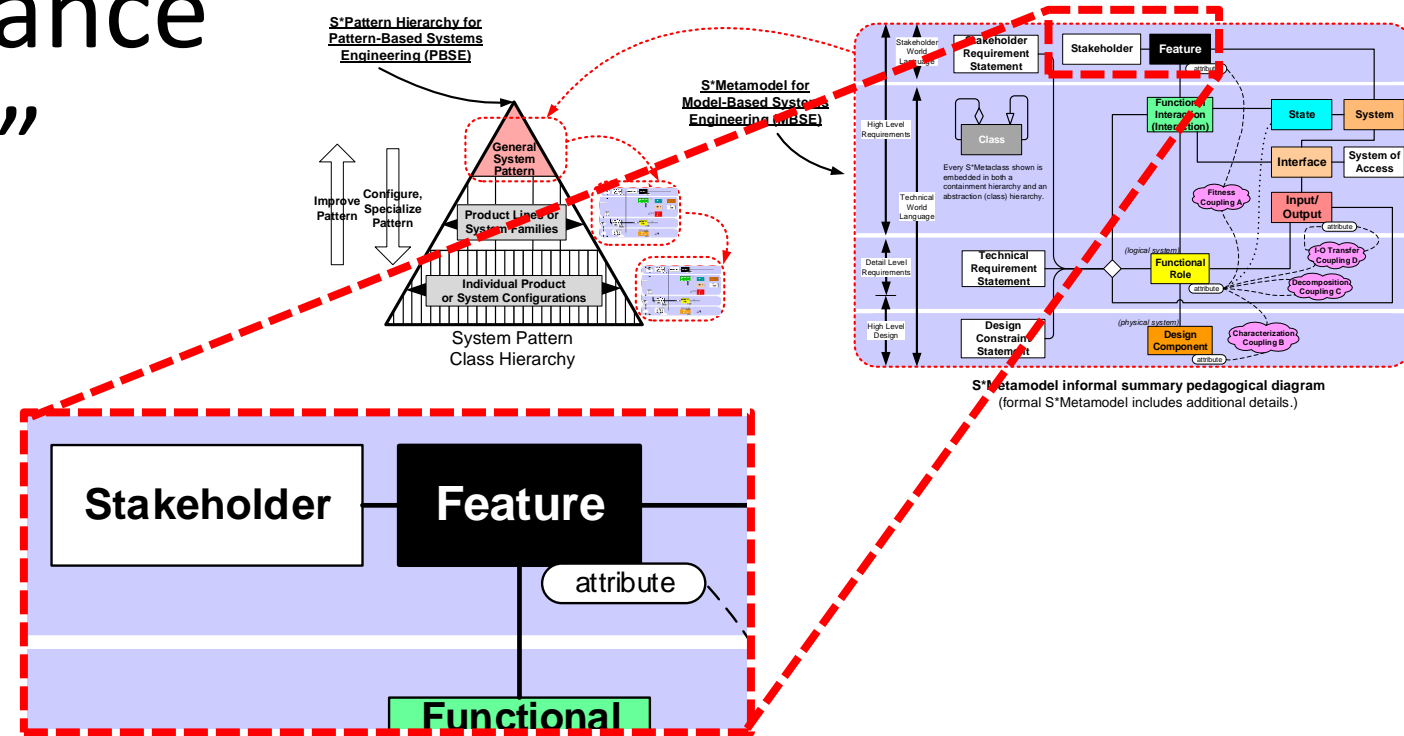 ance
”
S*Pattern Hierarchy for
Pattern-Based Systems
Engineering (PBSE)
General
System
Pattern
Improve
Pattern
Configure,
Specialize
Pattern
Product Lines or
System Families
Individual Product
or System Configurations
System Pattern
Class Hierarchy
S*Metamodel for
Model-Based Systems
Engineering (MBSE)
Stakeholder
World
Language
High Level
Requirements
Technical
World
Language
Detail Level
Requirements
High Level
Design
Stakeholder
Requirement
Statement
Stakeholder
Feature
attribute
Class
Every S*Metaclass shown is
embedded in both a
containment hierarchy and an
abstraction (class) hierarchy.
Functional
Interaction
(Interaction)
State
System
Interface
System of
Access
Fitness
Coupling A
Input/
Output
attribute
I-O Transfer
Coupling D
Technical
Requirement
Statement
(logical system)
Functional
Role
attribute
Decomposition
Coupling C
Design
Constraint
Statement
(physical system)
Design
Component
attribute
Characterization
Coupling B
S*Metamodel informal summary pedagogical diagram
(formal S*Metamodel includes additional details.)
Stakeholder
Feature
attribute
Functional